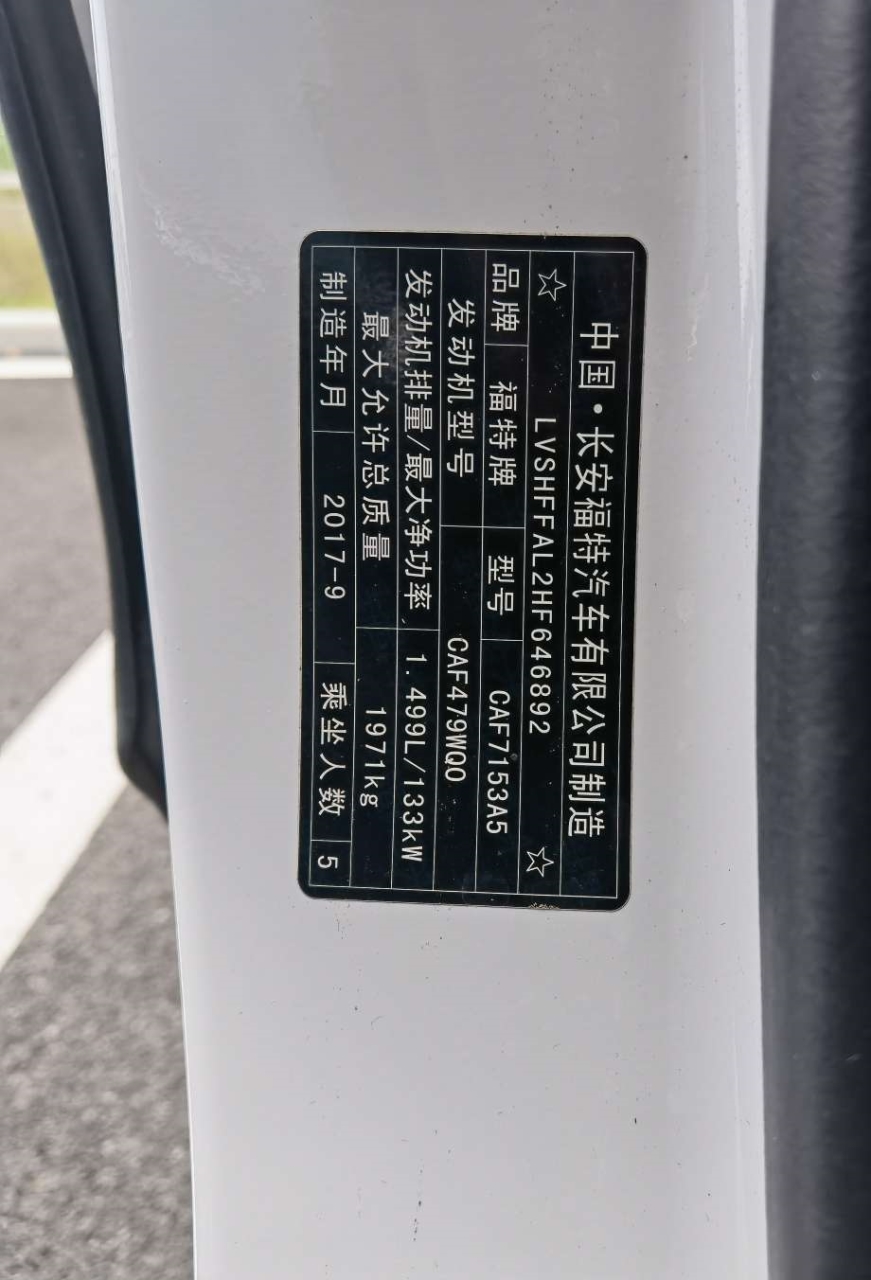 中国·长安福特汽车有限公司制造
☆ LVSHFFAL2HF646892 ☆
品牌 福特牌 型号 CAF7153A5
发动机型号 CAF479WQ0
发动机排量/最大净功率 1.499L/133kW
最大允许总质量 1971kg
制造年月 2017-9 乘坐人数 5